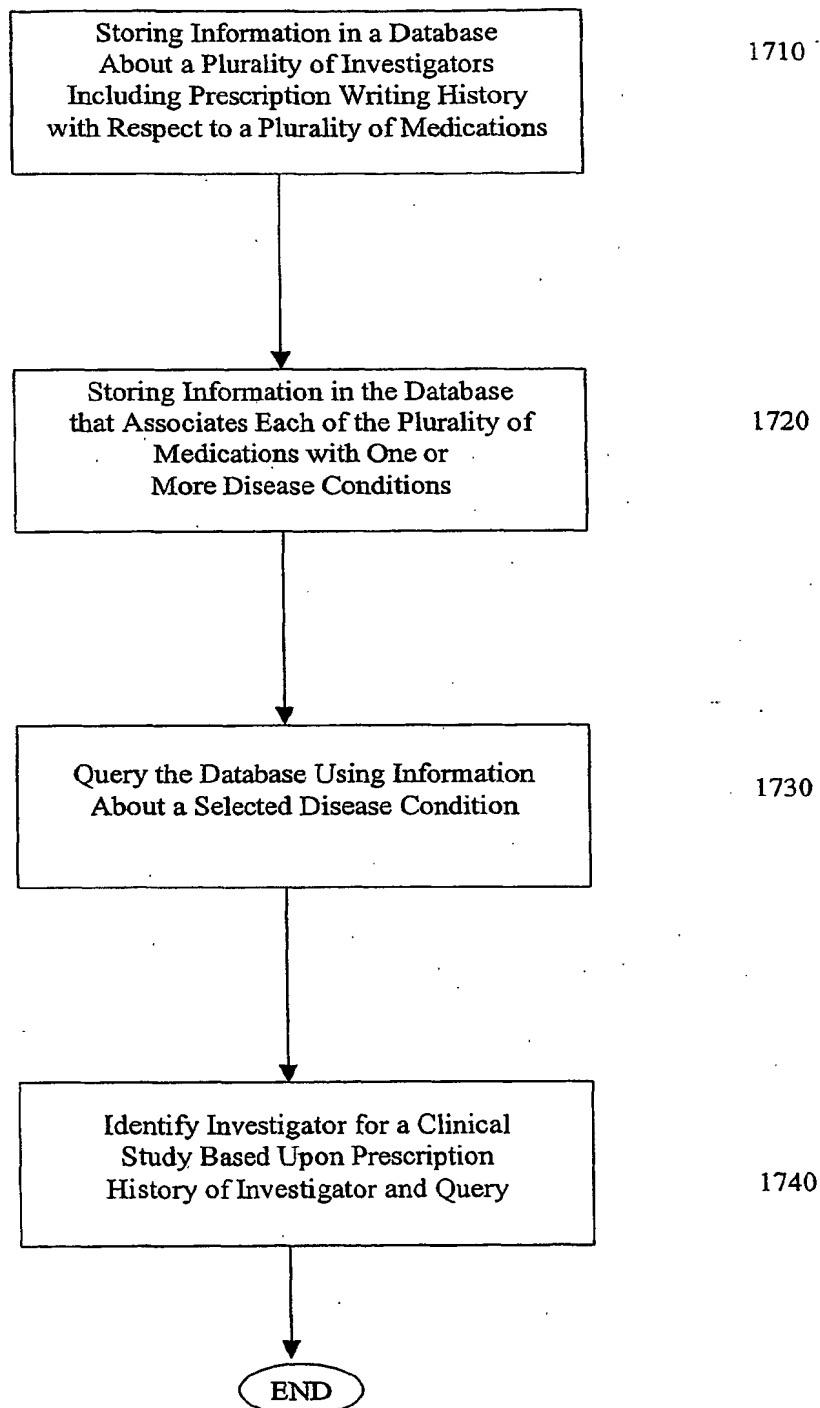 Storing Information in a Database
About a Plurality of Investigators
Including Prescription Writing History
with Respect to a Plurality of Medications
1710
Storing Information in the Database
that Associates Each of the Plurality of
Medications with One or
More Disease Conditions
1720
Query the Database Using Information
About a Selected Disease Condition
1730
Identify Investigator for a Clinical
Study Based Upon Prescription
History of Investigator and Query
1740
END